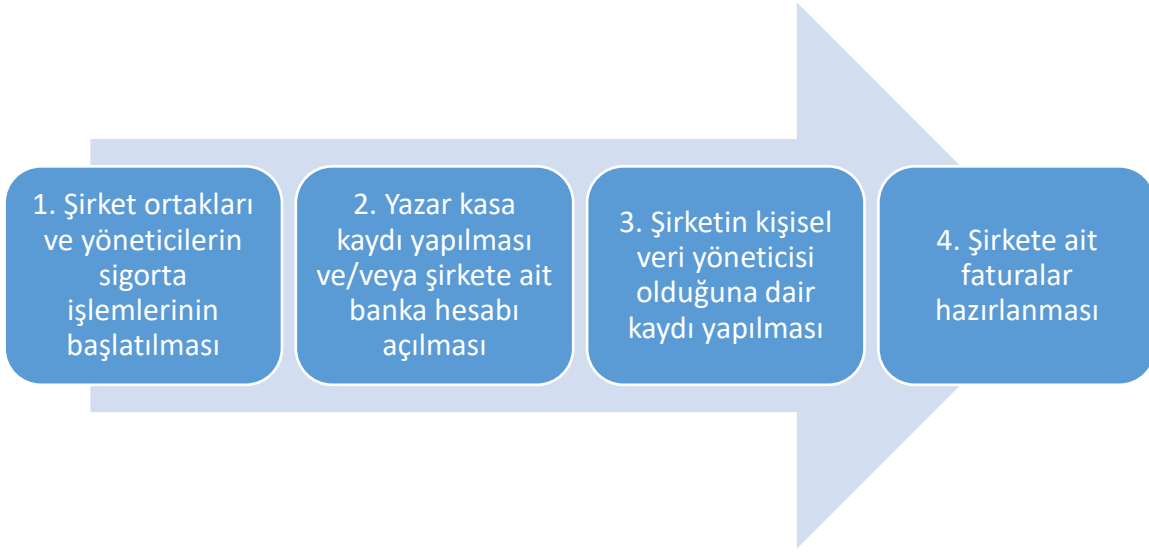 1. Şirket ortakları
ve yöneticilerin
sigorta
işlemlerinin
başlatılması
2. Yazar kasa
kaydı yapılması
ve/veya şirkete ait
banka hesabı
açılması
3. Şirketin kişisel
veri yöneticisi
olduğuna dair
kaydı yapılması
4. Şirkete ait
faturalar
hazırlanması